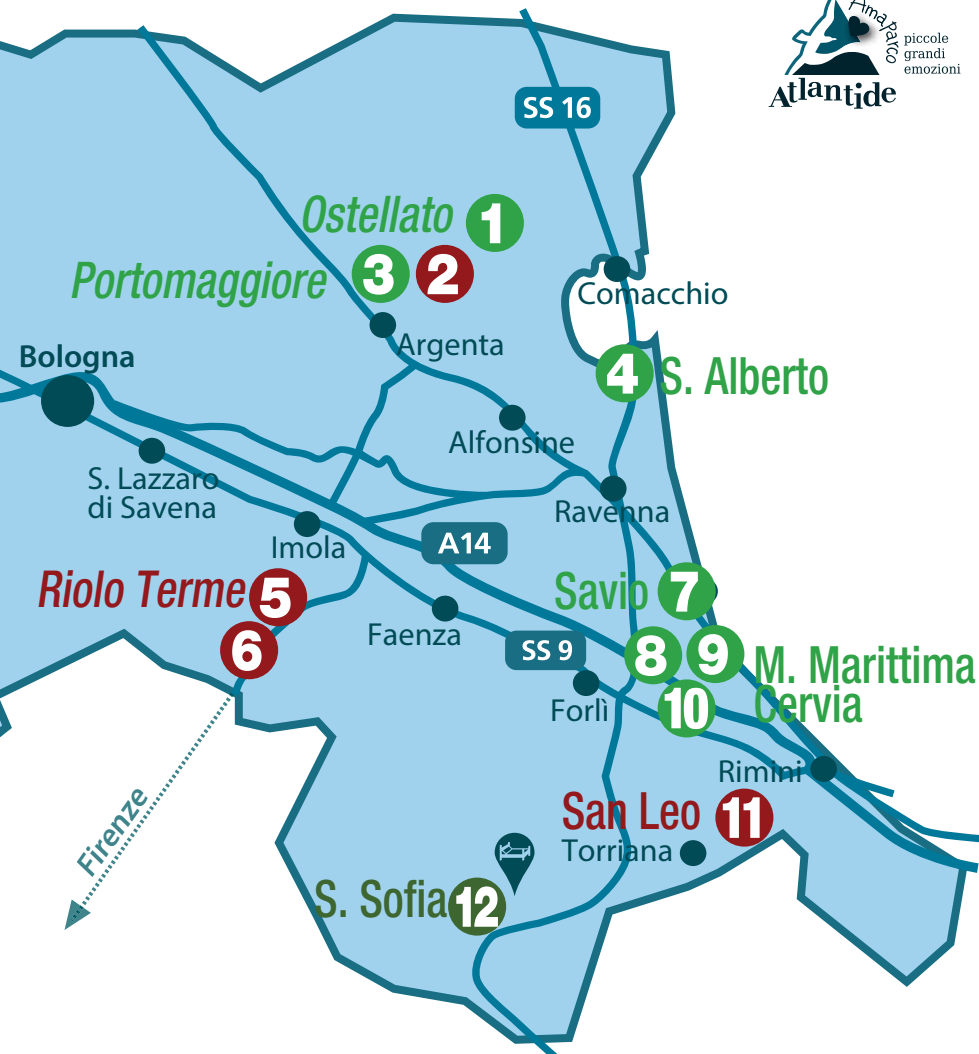 Ama Parco
piccole
grandi
emozioni
Atlantide
SS 16
Ostellato 1
Portomaggiore 3 2
Comacchio
Argenta
Bologna
4 S. Alberto
Alfonsine
S. Lazzaro
di Savena
Ravenna
Imola
A14
Riolo Terme 5
Savio 7
Faenza
6
SS 9
8 9 M. Marittima
Cervia
10
Forlì
Rimini
San Leo 11
Firenze
Torriana
S. Sofia 12